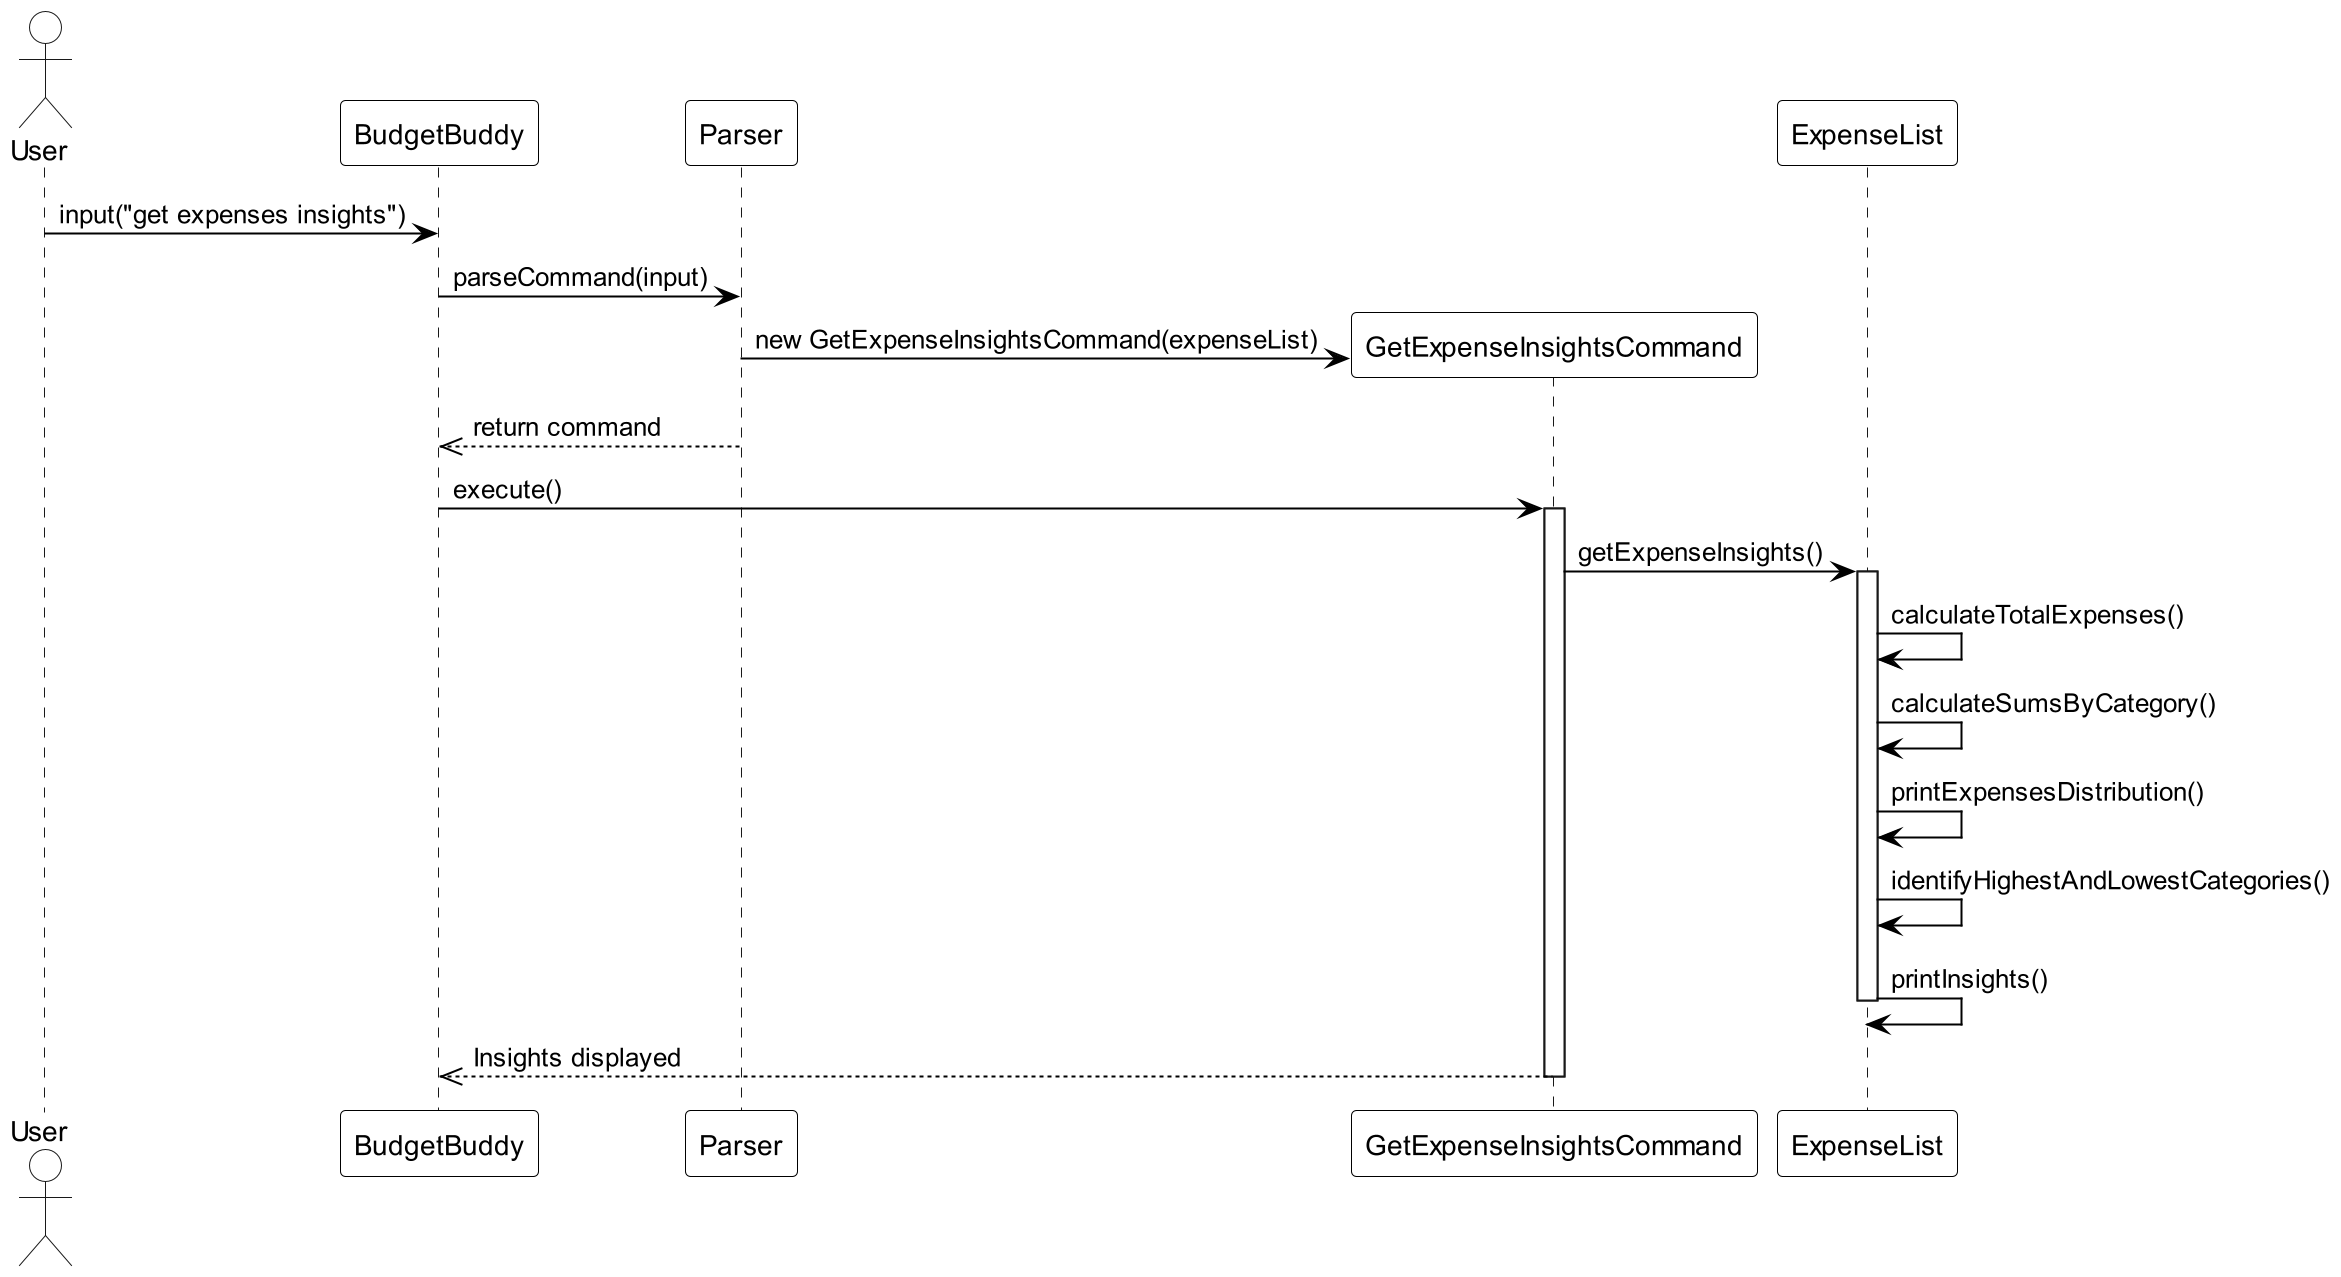 User
BudgetBuddy
Parser
ExpenseList
input("get expenses insights")
parseCommand(input)
new GetExpenseInsightsCommand(expenseList)
GetExpenseInsightsCommand
return command
execute()
getExpenseInsights()
calculateTotalExpenses()
calculateSumsByCategory()
printExpensesDistribution()
identifyHighestAndLowestCategories()
printInsights()
Insights displayed
User
BudgetBuddy
Parser
GetExpenseInsightsCommand
ExpenseList